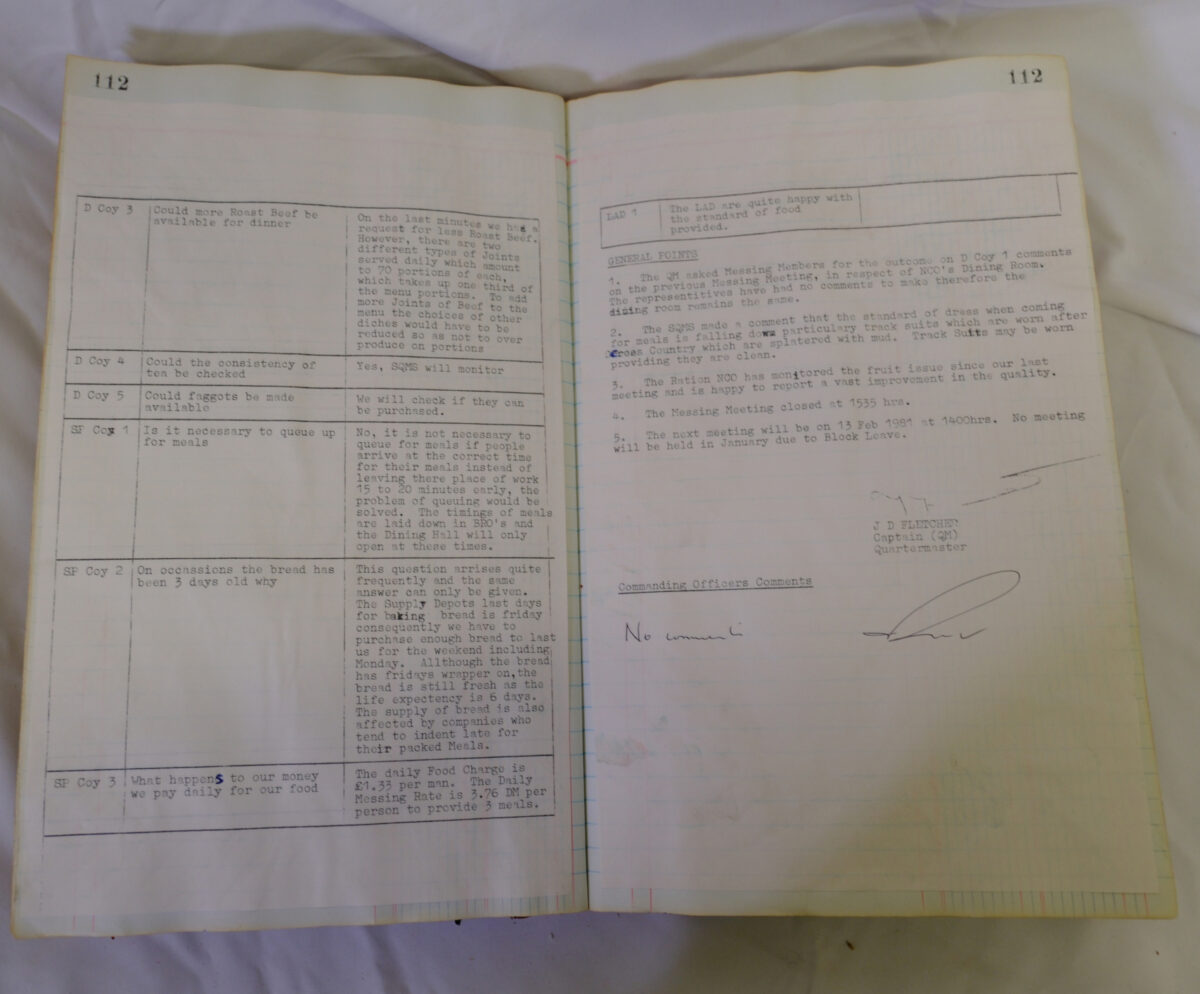 112
D Coy 3
Could more Roast Beef be
available for dinner
On the last minutes we had a
request for less Roast Beef.
However, there are two
different types of Joints
served daily which amount
to 70 portions of each,
which takes up one third of
the menu portions. To add
more Joints of Beef to the
menu the choices of other
diches would have to be
reduced so as not to over
produce on portions
D Coy 4
Could the consistency of
tea be checked
Yes, SQMS will monitor
D Coy 5
Could faggots be made
available
We will check if they can
be purchased.
SP Coy 1
Is it necessary to queue up
for meals
No, it is not necessary to
queue for meals if people
arrive at the correct time
for their meals instead of
leaving there place of work
15 to 20 minutes early, the
problem of queuing would be
solved. The timings of meals
are laid down in BRO's and
the Dining Hall will only
open at these times.
SP Coy 2
On occassions the bread has
been 3 days old why
This question arrises quite
frequently and the same
answer can only be given.
The Supply Depots last days
for baking bread is friday
consequently we have to
purchase enough bread to last
us for the weekend including
Monday. Allthough the bread
has fridays wrapper on, the
bread is still fresh as the
life expectency is 6 days.
The supply of bread is also
affected by companies who
tend to indent late for
their packed Meals.
SP Coy 3
What happens to our money
we pay daily for our food
The daily Food Charge is
£1.33 per man. The Daily
Messing Rate is 3.76 DM per
person to provide 3 meals.
112
LAD 1
The LAD are quite happy with
the standard of food
provided.
GENERAL POINTS
1. The QM asked Messing Members for the outcome on D Coy 1 comments
on the previous Messing Meeting, in respect of NCO's Dining Room.
The representitives have had no comments to make therefore the
dining room remains the same.
2. The SQMS made a comment that the standard of dress when coming
for meals is falling down particulary track suits which are worn after
Cross Country which are splatered with mud. Track Suits may be worn
providing they are clean.
3. The Ration NCO has monitored the fruit issue since our last
meeting and is happy to report a vast improvement in the quality.
4. The Messing Meeting closed at 1535 hrs.
5. The next meeting will be on 13 Feb 1981 at 1400hrs. No meeting
will be held in January due to Block Leave.
J D FLETCHER
Captain (QM)
Quartermaster
Commanding Officers Comments
No comment